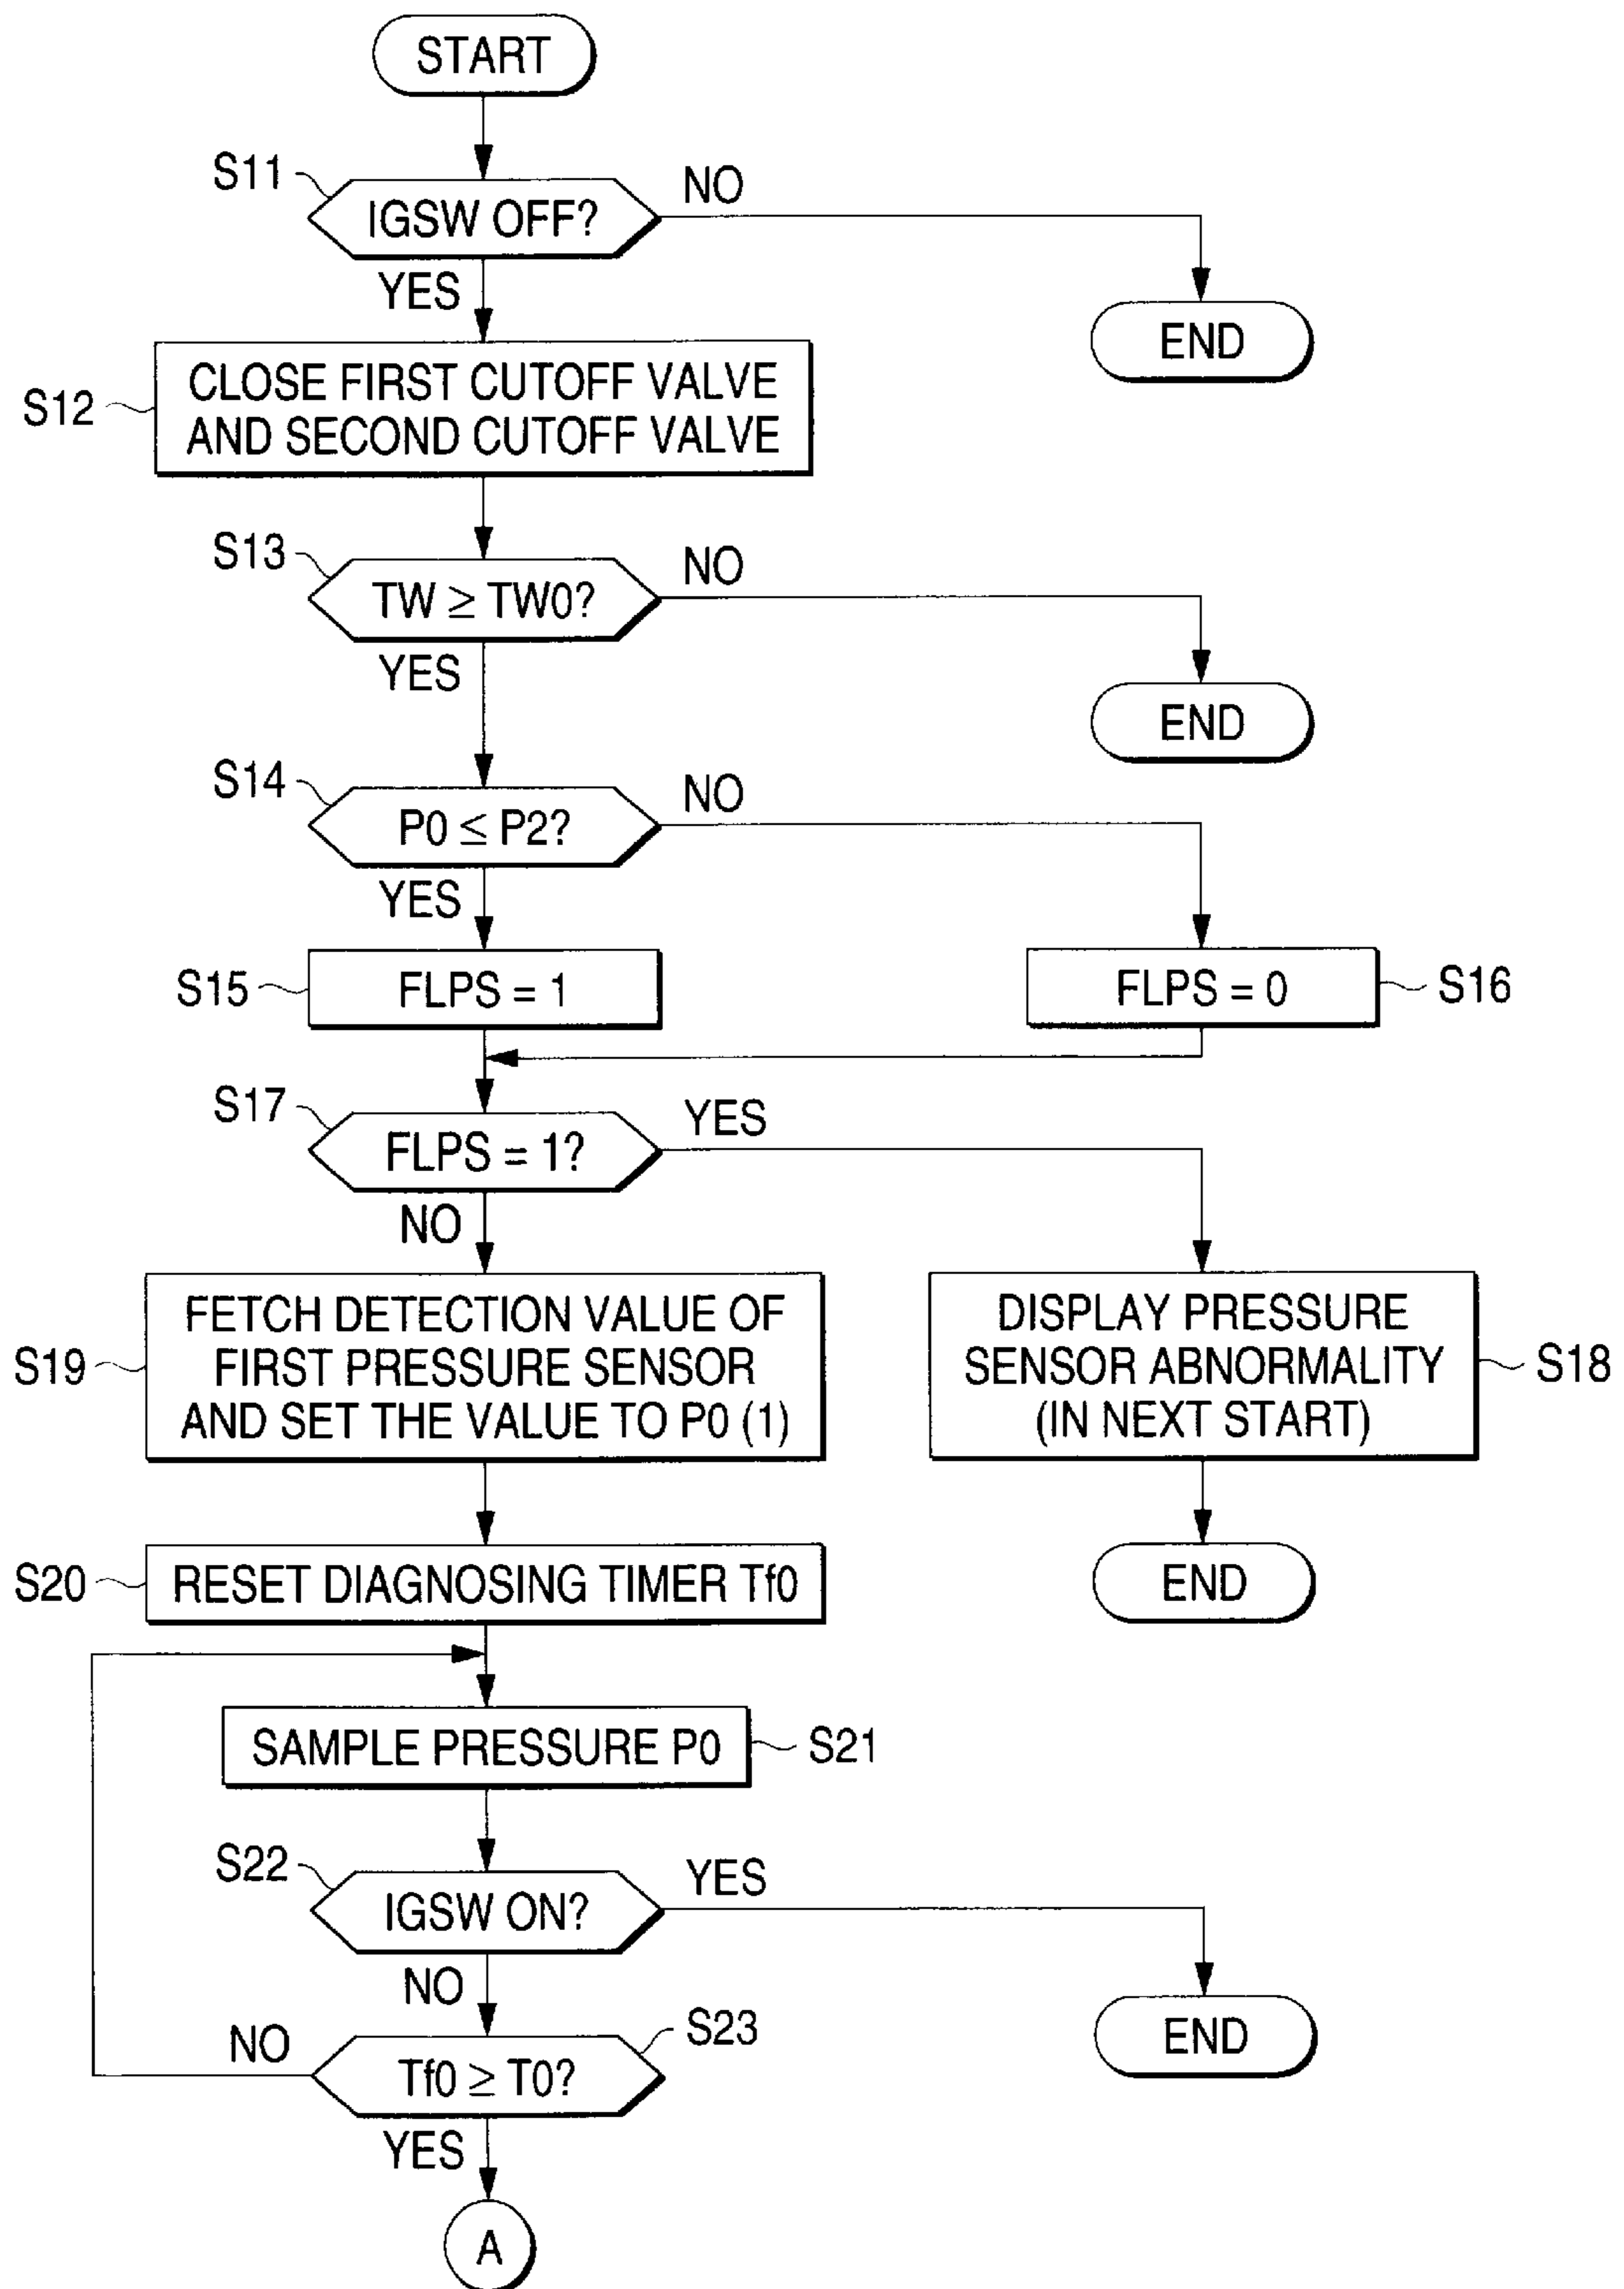 START
S11
IGSW OFF?
NO
YES
END
S12
CLOSE FIRST CUTOFF VALVE
AND SECOND CUTOFF VALVE
S13
TW ≥ TW0?
NO
YES
END
S14
P0 ≤ P2?
NO
YES
S15
FLPS = 1
FLPS = 0
S16
S17
FLPS = 1?
YES
NO
S19
FETCH DETECTION VALUE OF
FIRST PRESSURE SENSOR
AND SET THE VALUE TO P0 (1)
DISPLAY PRESSURE
SENSOR ABNORMALITY
(IN NEXT START)
S18
S20
RESET DIAGNOSING TIMER Tf0
END
SAMPLE PRESSURE P0
S21
S22
IGSW ON?
YES
NO
END
S23
Tf0 ≥ T0?
NO
YES
A